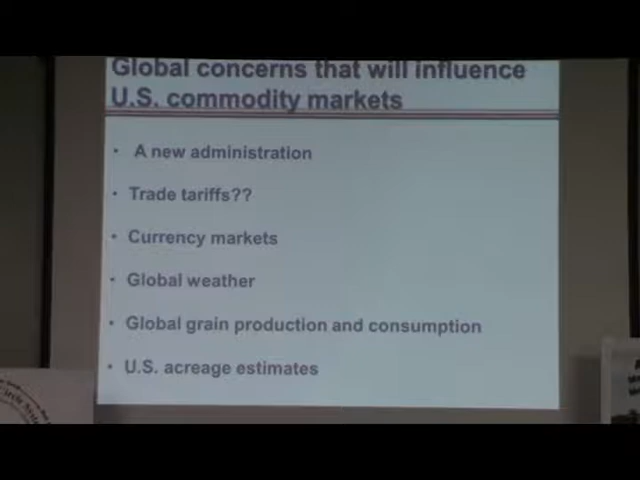 Global concerns that will influence
U.S. commodity markets
• A new administration
• Trade tariffs??
• Currency markets
• Global weather
• Global grain production and consumption
• U.S. acreage estimates